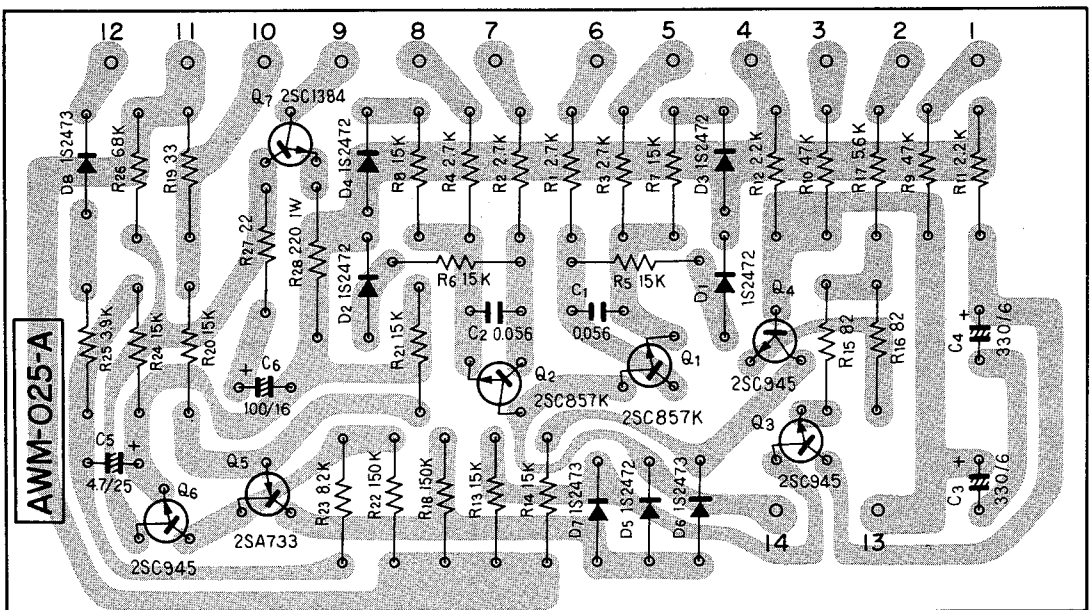 12 11 10 9 8 7 6 5 4 3 2 1
Q7 2SC1384
D8 1S2473
R26 68K
R19 33
D4 1S2472
R8 15K
R4 2.7K
R2 2.7K
R1 2.7K
R3 2.7K
R7 15K
D3 1S2472
R12 2.2K
R10 47K
R17 5.6K
R9 47K
R11 2.2K
R27 22
R28 220 1W
D2 1S2472
R6 15K
R5 15K
D1 1S2472
AWM-025-A
R25 3.9K
R24 15K
R20 15K
C6
100/16
R21 15K
C2 0.056
C1
0.056
Q2
2SC857K
Q1
2SC857K
Q4
2SC945
R15 82
R16 82
C4 330/6
Q3
2SC945
C5
4.7/25
Q6
2SC945
Q5
2SA733
R23 8.2K
R22 150K
R18 150K
R13 15K
R14 15K
D7 1S2473
D5 1S2472
D6 1S2473
C3 330/6
14 13